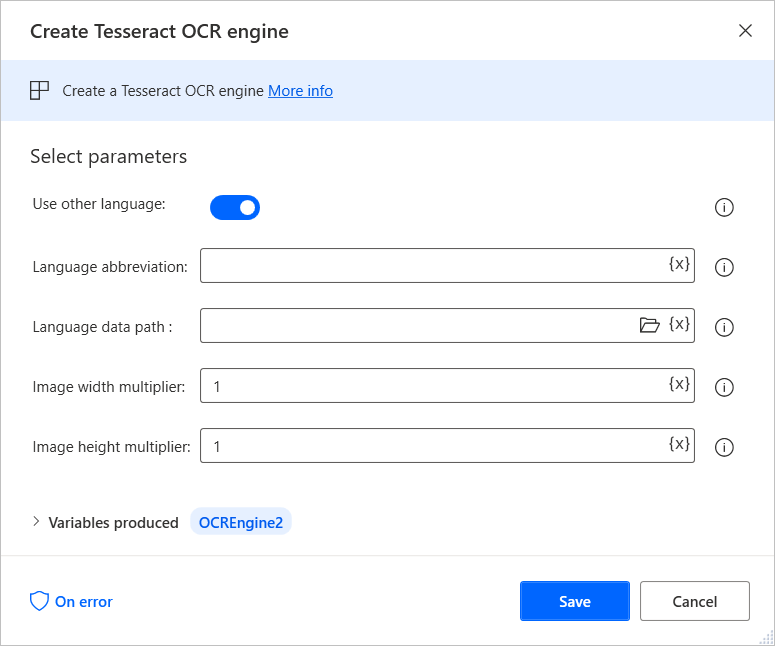 Create Tesseract OCR engine
Create a Tesseract OCR engine More info
Select parameters
Use other language:
Language abbreviation: {x}
Language data path : {x}
Image width multiplier: 1 {x}
Image height multiplier: 1 {x}
Variables produced OCREngine2
On error Save Cancel